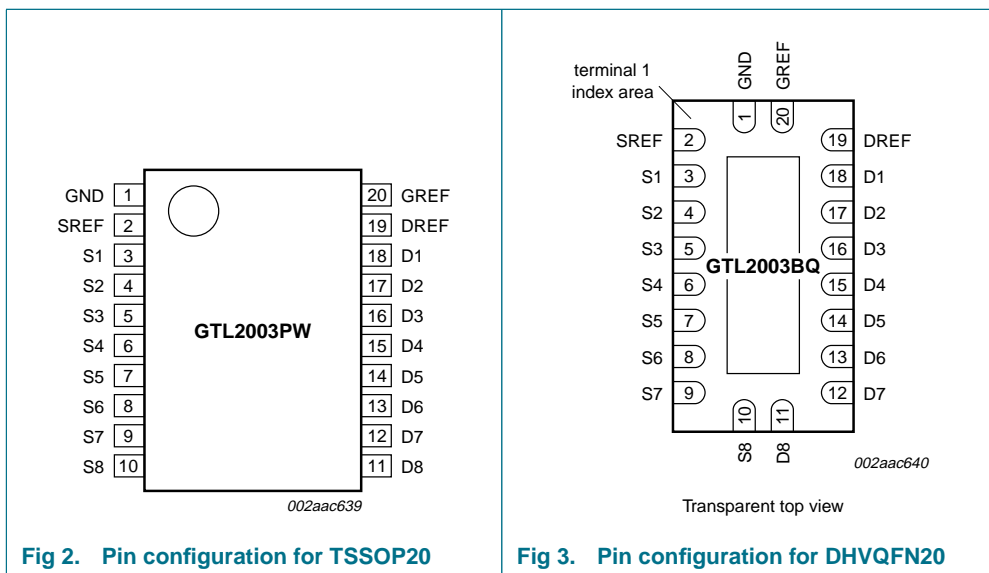 GND 1
SREF 2
S1 3
S2 4
S3 5
S4 6
S5 7
S6 8
S7 9
S8 10
GTL2003PW
20 GREF
19 DREF
18 D1
17 D2
16 D3
15 D4
14 D5
13 D6
12 D7
11 D8
002aac639
Fig 2. Pin configuration for TSSOP20
terminal 1
index area
GND
GREF
1
20
SREF 2
S1 3
S2 4
S3 5
S4 6
S5 7
S6 8
S7 9
GTL2003BQ
19 DREF
18 D1
17 D2
16 D3
15 D4
14 D5
13 D6
12 D7
10
11
S8
D8
002aac640
Transparent top view
Fig 3. Pin configuration for DHVQFN20